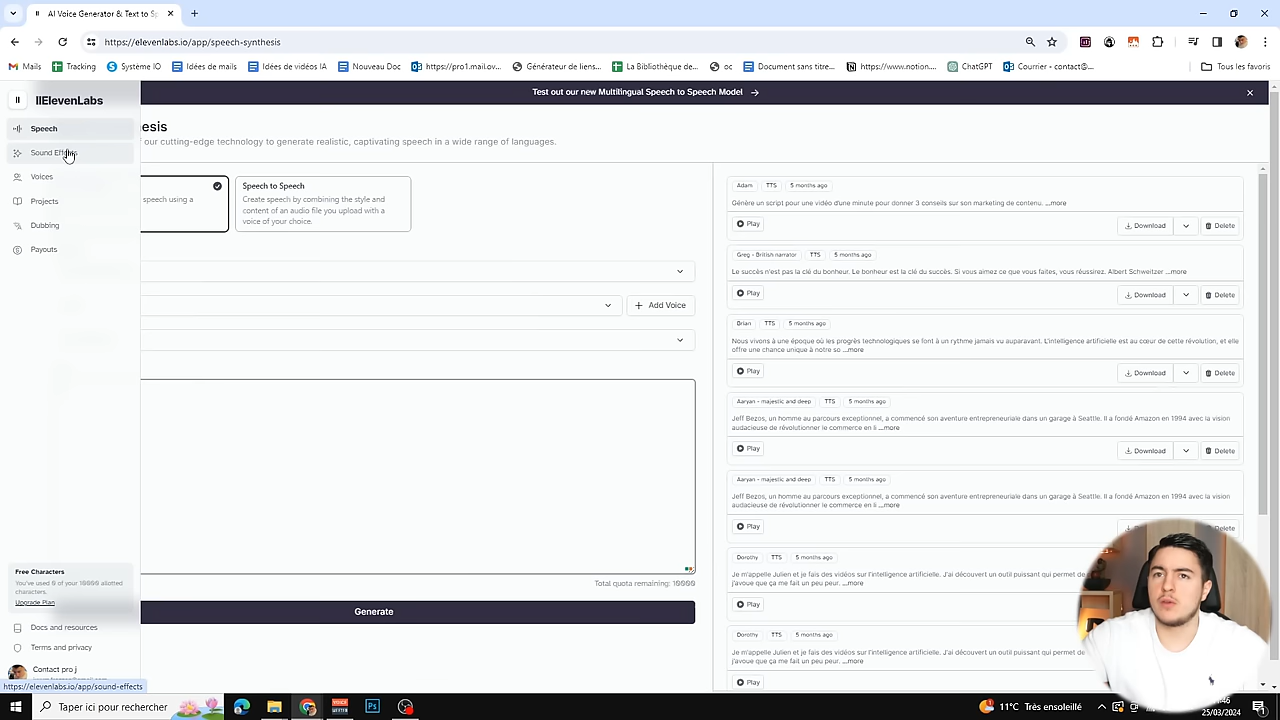 AI Voice Generator & Text to Sp
https://elevenlabs.io/app/speech-synthesis
Mails
Tracking
Système IO
Idées de mails
Idées de vidéos IA
Nouveau Doc
https://pro1.mail.ov...
Générateur de liens...
La Bibliothèque de...
oc
Document sans titre...
https://www.notion....
ChatGPT
Courrier - contact@...
Tous les favoris
Test out our new Multilingual Speech to Speech Model
IIElevenLabs
Speech
Sound Effects
Voices
Projects
Dubbing
Payouts
esis
our cutting-edge technology to generate realistic, captivating speech in a wide range of languages.
speech using a
Speech to Speech
Create speech by combining the style and
content of an audio file you upload with a
voice of your choice.
Add Voice
Total quota remaining: 10000
Generate
Free Characters
You've used 0 of your 10000 allotted
characters.
Upgrade Plan
Docs and resources
Terms and privacy
Contact pro j
https://elevenlabs.io/app/sound-effects
Adam TTS 5 months ago
Génère un script pour une vidéo d'une minute pour donner 3 conseils sur son marketing de contenu. ...more
Play Download Delete
Greg - British narrator TTS 5 months ago
Le succès n'est pas la clé du bonheur. Le bonheur est la clé du succès. Si vous aimez ce que vous faites, vous réussirez. Albert Schweitzer ...more
Play Download Delete
Brian TTS 5 months ago
Nous vivons à une époque où les progrès technologiques se font à un rythme jamais vu auparavant. L'intelligence artificielle est au cœur de cette révolution, et elle
offre une chance unique à notre so ...more
Play Download Delete
Aaryan - majestic and deep TTS 5 months ago
Jeff Bezos, un homme au parcours exceptionnel, a commencé son aventure entrepreneuriale dans un garage à Seattle. Il a fondé Amazon en 1994 avec la vision
audacieuse de révolutionner le commerce en li ...more
Play Download Delete
Aaryan - majestic and deep TTS 5 months ago
Jeff Bezos, un homme au parcours exceptionnel, a commencé son aventure entrepreneuriale dans un garage à Seattle. Il a fondé Amazon en 1994 avec la vision
audacieuse de révolutionner le commerce en li ...more
Play
Dorothy TTS 5 months ago
Je m'appelle Julien et je fais des vidéos sur l'intelligence artificielle. J'ai découvert un outil puissant qui permet de
j'avoue que ça me fait un peu peur. ...more
Play
Dorothy TTS 5 months ago
Je m'appelle Julien et je fais des vidéos sur l'intelligence artificielle. J'ai découvert un outil puissant qui permet de
j'avoue que ça me fait un peu peur. ...more
Play
Taper ici pour rechercher
11°C Très ensoleillé
25/03/2024